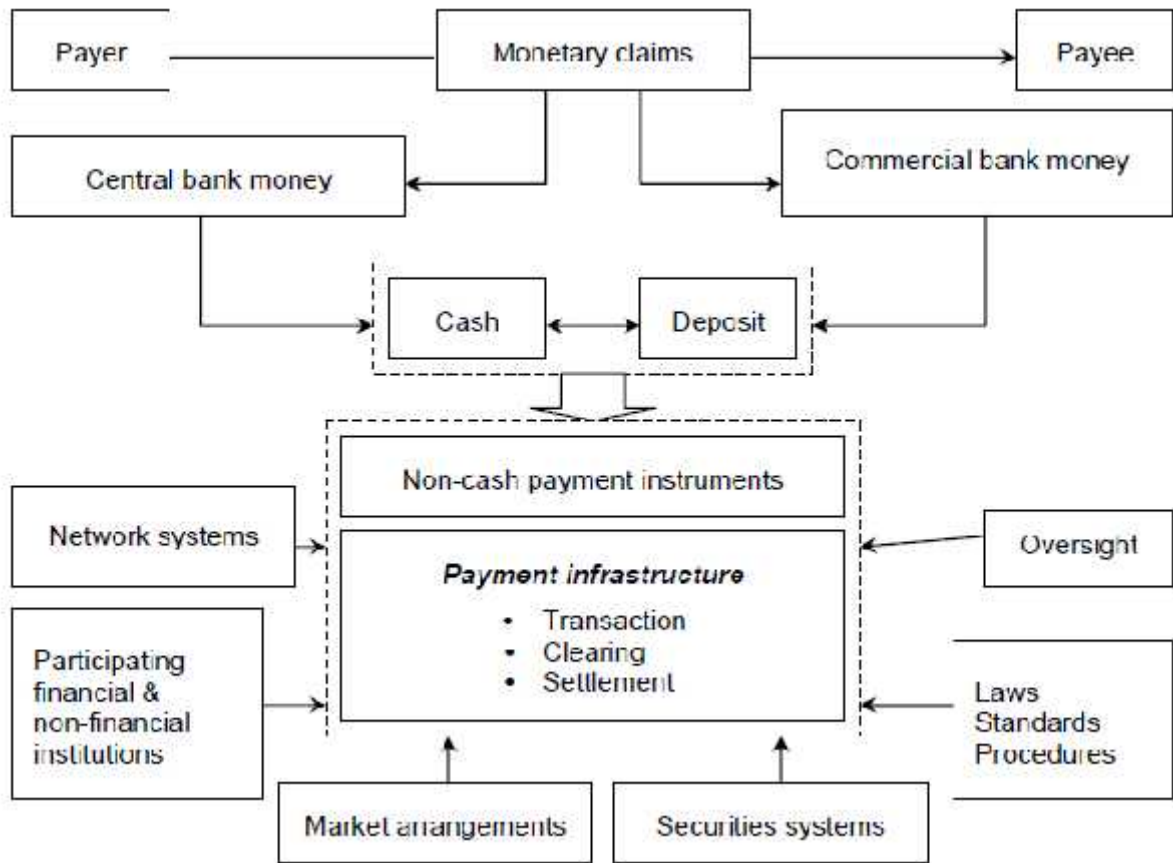 Payer
Monetary claims
Payee
Central bank money
Commercial bank money
Cash
Deposit
Non-cash payment instruments
Network systems
Oversight
Payment infrastructure
• Transaction
• Clearing
• Settlement
Participating
financial &
non-financial
institutions
Laws
Standards
Procedures
Market arrangements
Securities systems